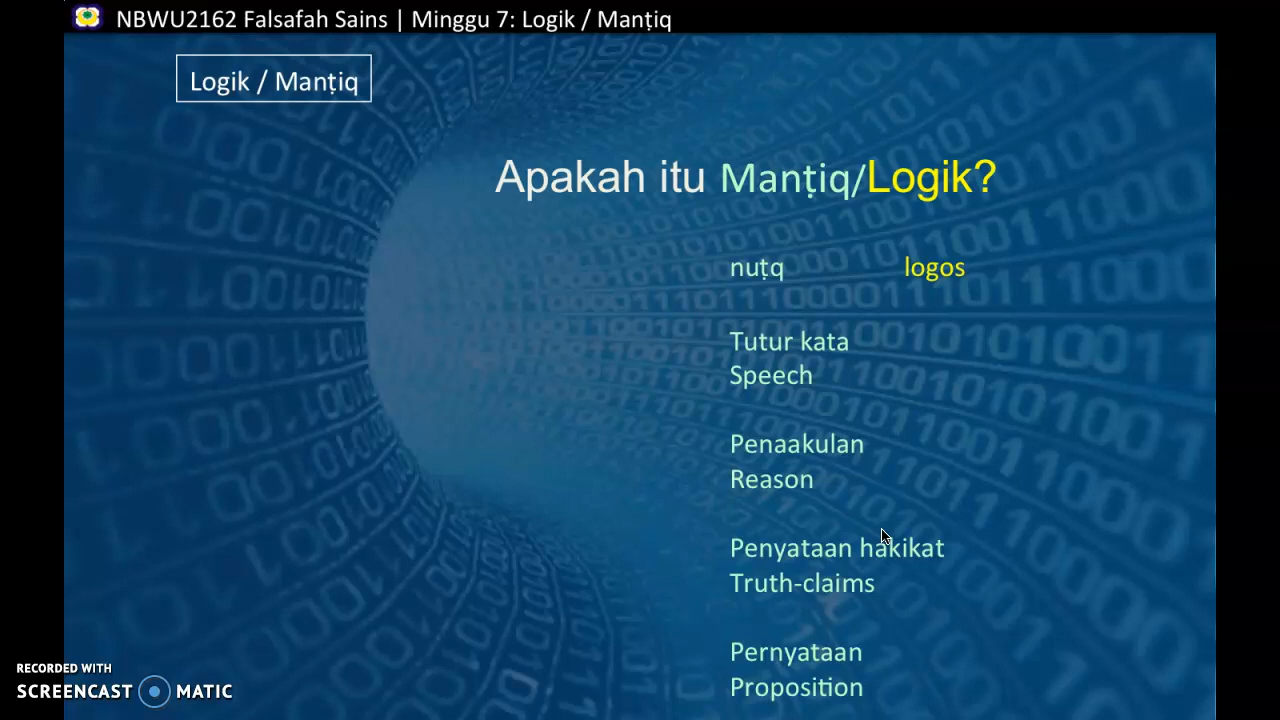 NBWU2162 Falsafah Sains | Minggu 7: Logik / Manṭiq
Logik / Manṭiq
Apakah itu Manṭiq/Logik?
nuṭq logos
Tutur kata
Speech
Penaakulan
Reason
Penyataan hakikat
Truth-claims
Pernyataan
Proposition
RECORDED WITH
SCREENCAST MATIC